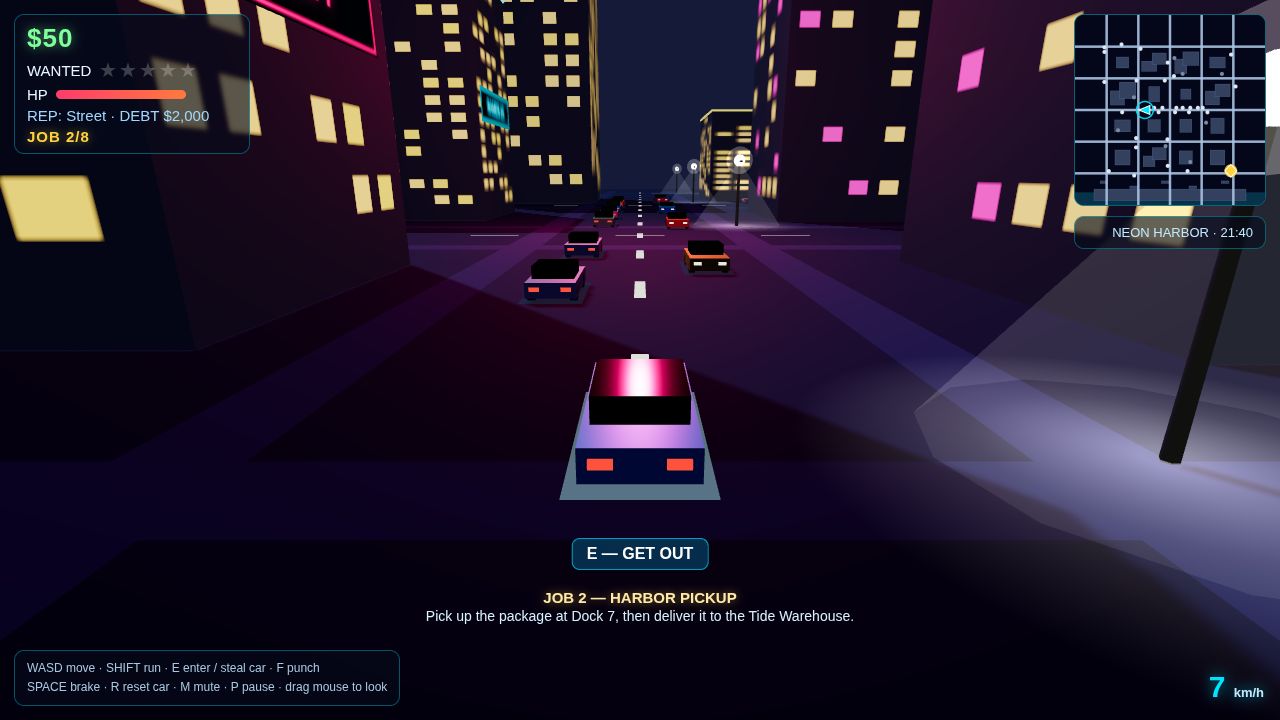 $50
WANTED ★★★★★
HP
REP: Street · DEBT $2,000
JOB 2/8
NEON HARBOR · 21:40
E — GET OUT
JOB 2 — HARBOR PICKUP
Pick up the package at Dock 7, then deliver it to the Tide Warehouse.
WASD move · SHIFT run · E enter / steal car · F punch
SPACE brake · R reset car · M mute · P pause · drag mouse to look
7 km/h